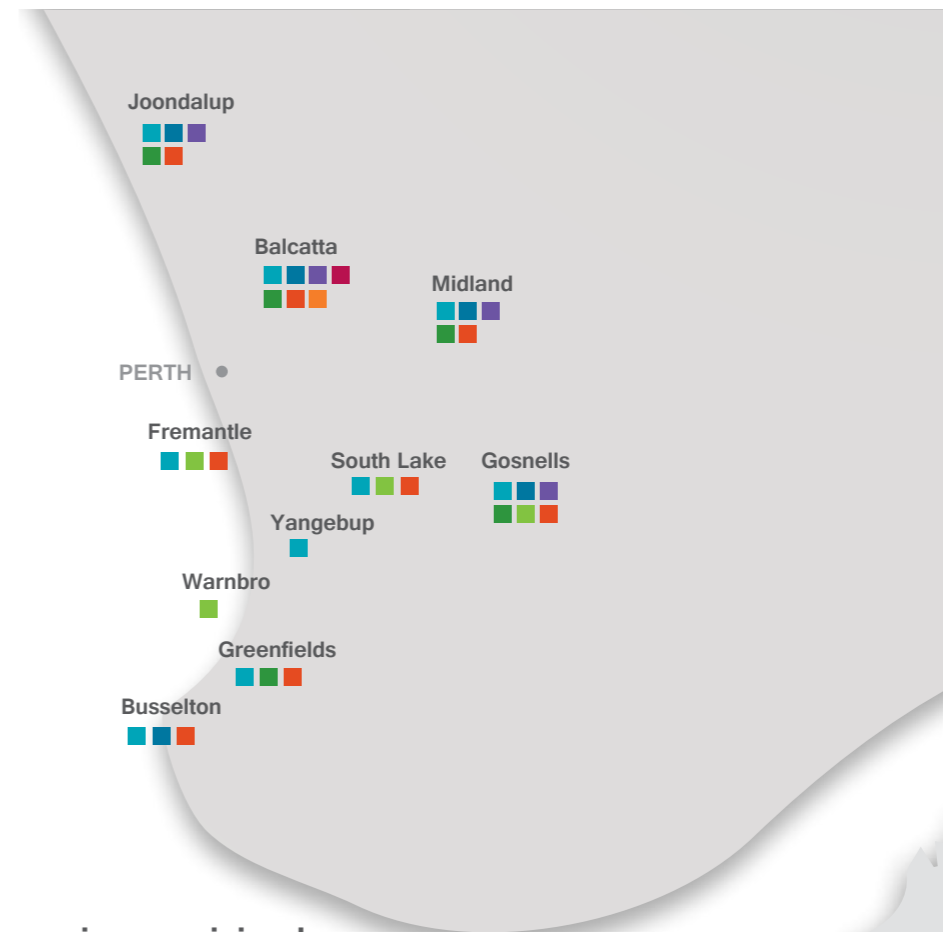 Joondalup
Balcatta
Midland
PERTH
Fremantle
South Lake
Gosnells
Yangebup
Warnbro
Greenfields
Busselton